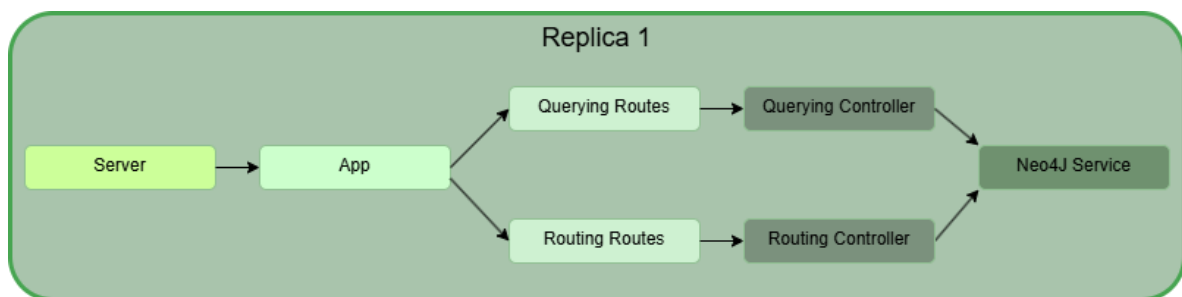 Replica 1
Querying Routes
Querying Controller
Server
App
Neo4J Service
Routing Routes
Routing Controller